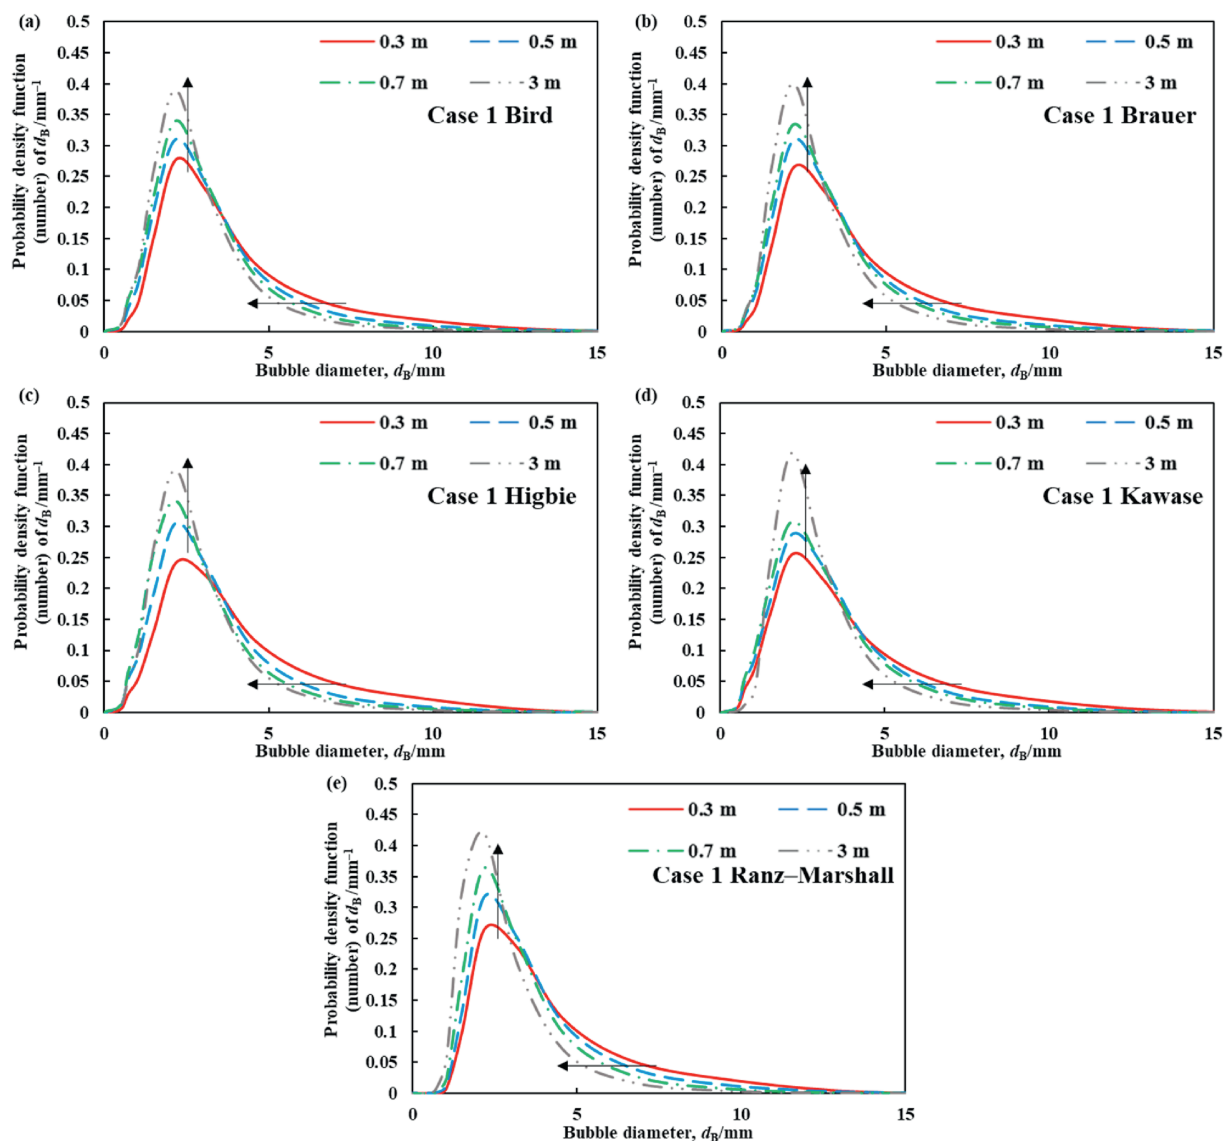 (a)
0.5
0.45
0.4
0.35
0.3
0.25
0.2
0.15
0.1
0.05
0
0 5 10 15
Probability density function
(number) of dB/mm−1
Bubble diameter, dB/mm
0.3 m 0.5 m
0.7 m 3 m
Case 1 Bird
(b)
0.5
0.45
0.4
0.35
0.3
0.25
0.2
0.15
0.1
0.05
0
0 5 10 15
Probability density function
(number) of dB/mm−1
Bubble diameter, dB/mm
0.3 m 0.5 m
0.7 m 3 m
Case 1 Brauer
(c)
0.5
0.45
0.4
0.35
0.3
0.25
0.2
0.15
0.1
0.05
0
0 5 10 15
Probability density function
(number) of dB/mm−1
Bubble diameter, dB/mm
0.3 m 0.5 m
0.7 m 3 m
Case 1 Higbie
(d)
0.5
0.45
0.4
0.35
0.3
0.25
0.2
0.15
0.1
0.05
0
0 5 10 15
Probability density function
(number) of dB/mm−1
Bubble diameter, dB/mm
0.3 m 0.5 m
0.7 m 3 m
Case 1 Kawase
(e)
0.5
0.45
0.4
0.35
0.3
0.25
0.2
0.15
0.1
0.05
0
0 5 10 15
Probability density function
(number) of dB/mm−1
Bubble diameter, dB/mm
0.3 m 0.5 m
0.7 m 3 m
Case 1 Ranz–Marshall